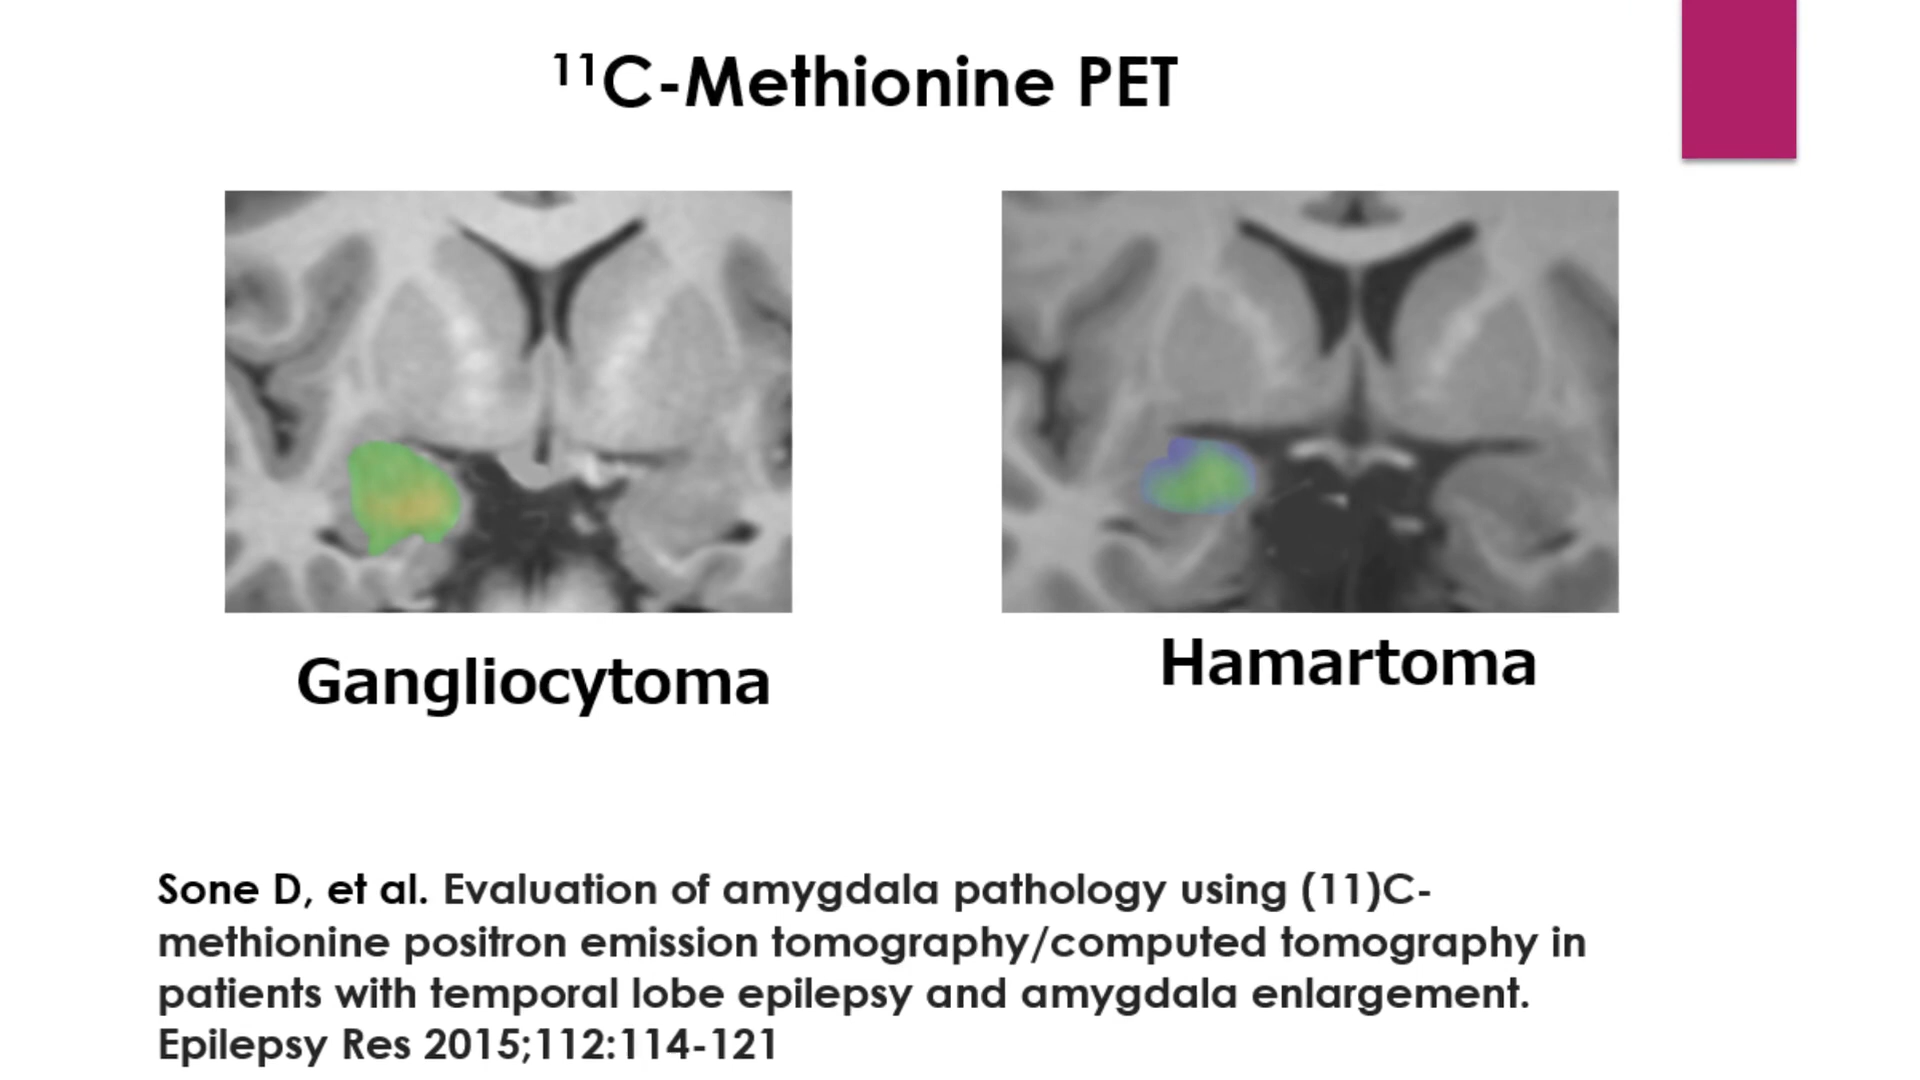 ¹¹C-Methionine PET
Gangliocytoma
Hamartoma
Sone D, et al. Evaluation of amygdala pathology using (11)C-
methionine positron emission tomography/computed tomography in
patients with temporal lobe epilepsy and amygdala enlargement.
Epilepsy Res 2015;112:114-121